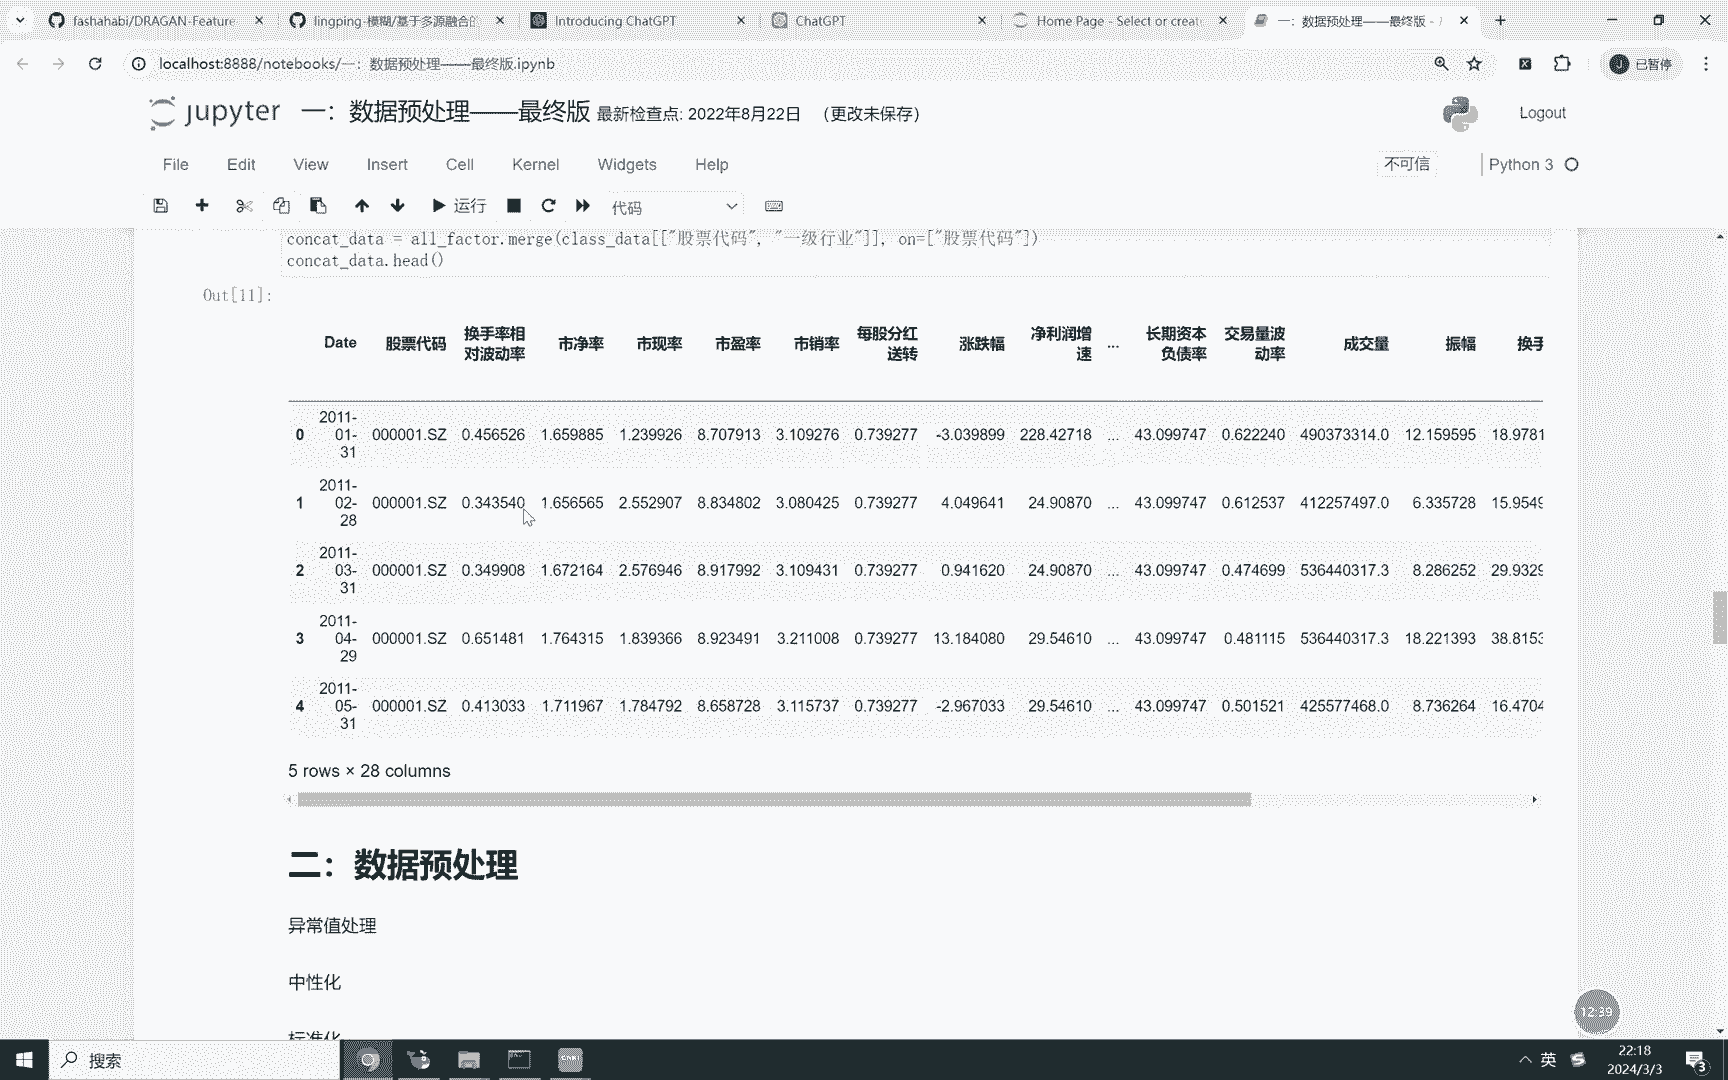 fashahabi/DRAGAN-Feature
lingping-模糊/基于多源融合的
Introducing ChatGPT
ChatGPT
Home Page - Select or create
一：数据预处理——最终版 -
localhost:8888/notebooks/一：数据预处理——最终版.ipynb
已暂停
jupyter 一：数据预处理——最终版 最新检查点: 2022年8月22日 （更改未保存）
Logout
File Edit View Insert Cell Kernel Widgets Help
不可信 Python 3
运行 代码
concat_data = all_factor.merge(class_data[["股票代码", "一级行业"]], on=["股票代码"])
concat_data.head()
Out[11]:
Date 股票代码 换手率相对波动率 市净率 市现率 市盈率 市销率 每股分红送转 涨跌幅 净利润增速 ... 长期资本负债率 交易量波动率 成交量 振幅 换手
0 2011-01-31 000001.SZ 0.456526 1.659885 1.239926 8.707913 3.109276 0.739277 -3.039899 228.42718 ... 43.099747 0.622240 490373314.0 12.159595 18.9781
1 2011-02-28 000001.SZ 0.343540 1.656565 2.552907 8.834802 3.080425 0.739277 4.049641 24.90870 ... 43.099747 0.612537 412257497.0 6.335728 15.9549
2 2011-03-31 000001.SZ 0.349908 1.672164 2.576946 8.917992 3.109431 0.739277 0.941620 24.90870 ... 43.099747 0.474699 536440317.3 8.286252 29.9329
3 2011-04-29 000001.SZ 0.651481 1.764315 1.839366 8.923491 3.211008 0.739277 13.184080 29.54610 ... 43.099747 0.481115 536440317.3 18.221393 38.8153
4 2011-05-31 000001.SZ 0.413033 1.711967 1.784792 8.658728 3.115737 0.739277 -2.967033 29.54610 ... 43.099747 0.501521 425577468.0 8.736264 16.4704
5 rows × 28 columns
二：数据预处理
异常值处理
中性化
标准化
12:39
搜索
英
22:18
2024/3/3
3